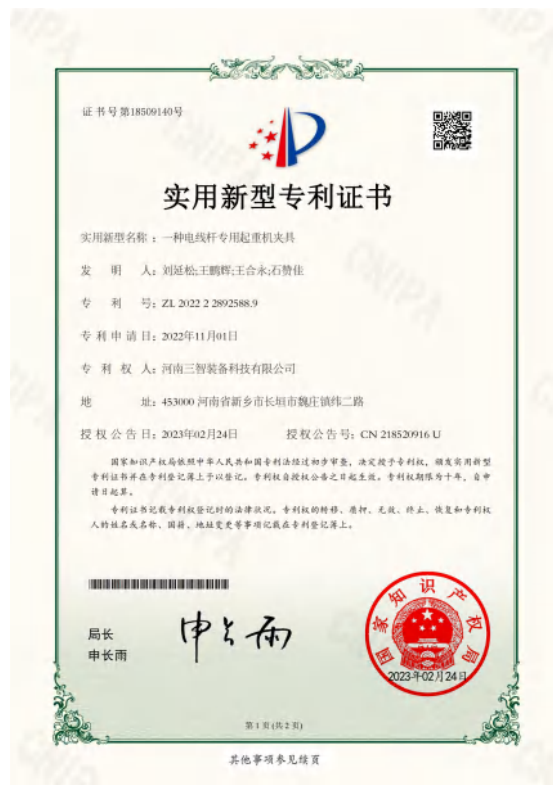 证书号第18509140号
实用新型专利证书
实用新型名称：一种电线杆专用起重机夹具
发明人：刘延松;王鹏辉;王合永;石赞佳
专利号：ZL 2022 2 2892588.9
专利申请日：2022年11月01日
专利权人：河南三智装备科技有限公司
地址：453000 河南省新乡市长垣市魏庄镇纬二路
授权公告日：2023年02月24日 授权公告号：CN 218520916 U
国家知识产权局依照中华人民共和国专利法经过初步审查，决定授予专利权，颁发实用新型
专利证书并在专利登记簿上予以登记。专利权自授权公告之日起生效。专利权期限为十年，自申
请日起算。
专利证书记载专利权登记时的法律状况。专利权的转移、质押、无效、终止、恢复和专利权
人的姓名或名称、国籍、地址变更等事项记载在专利登记簿上。
局长
申长雨
申长雨
国家知识产权局
2023年02月24日
第1页(共2页)
其他事项参见续页
CNIPA